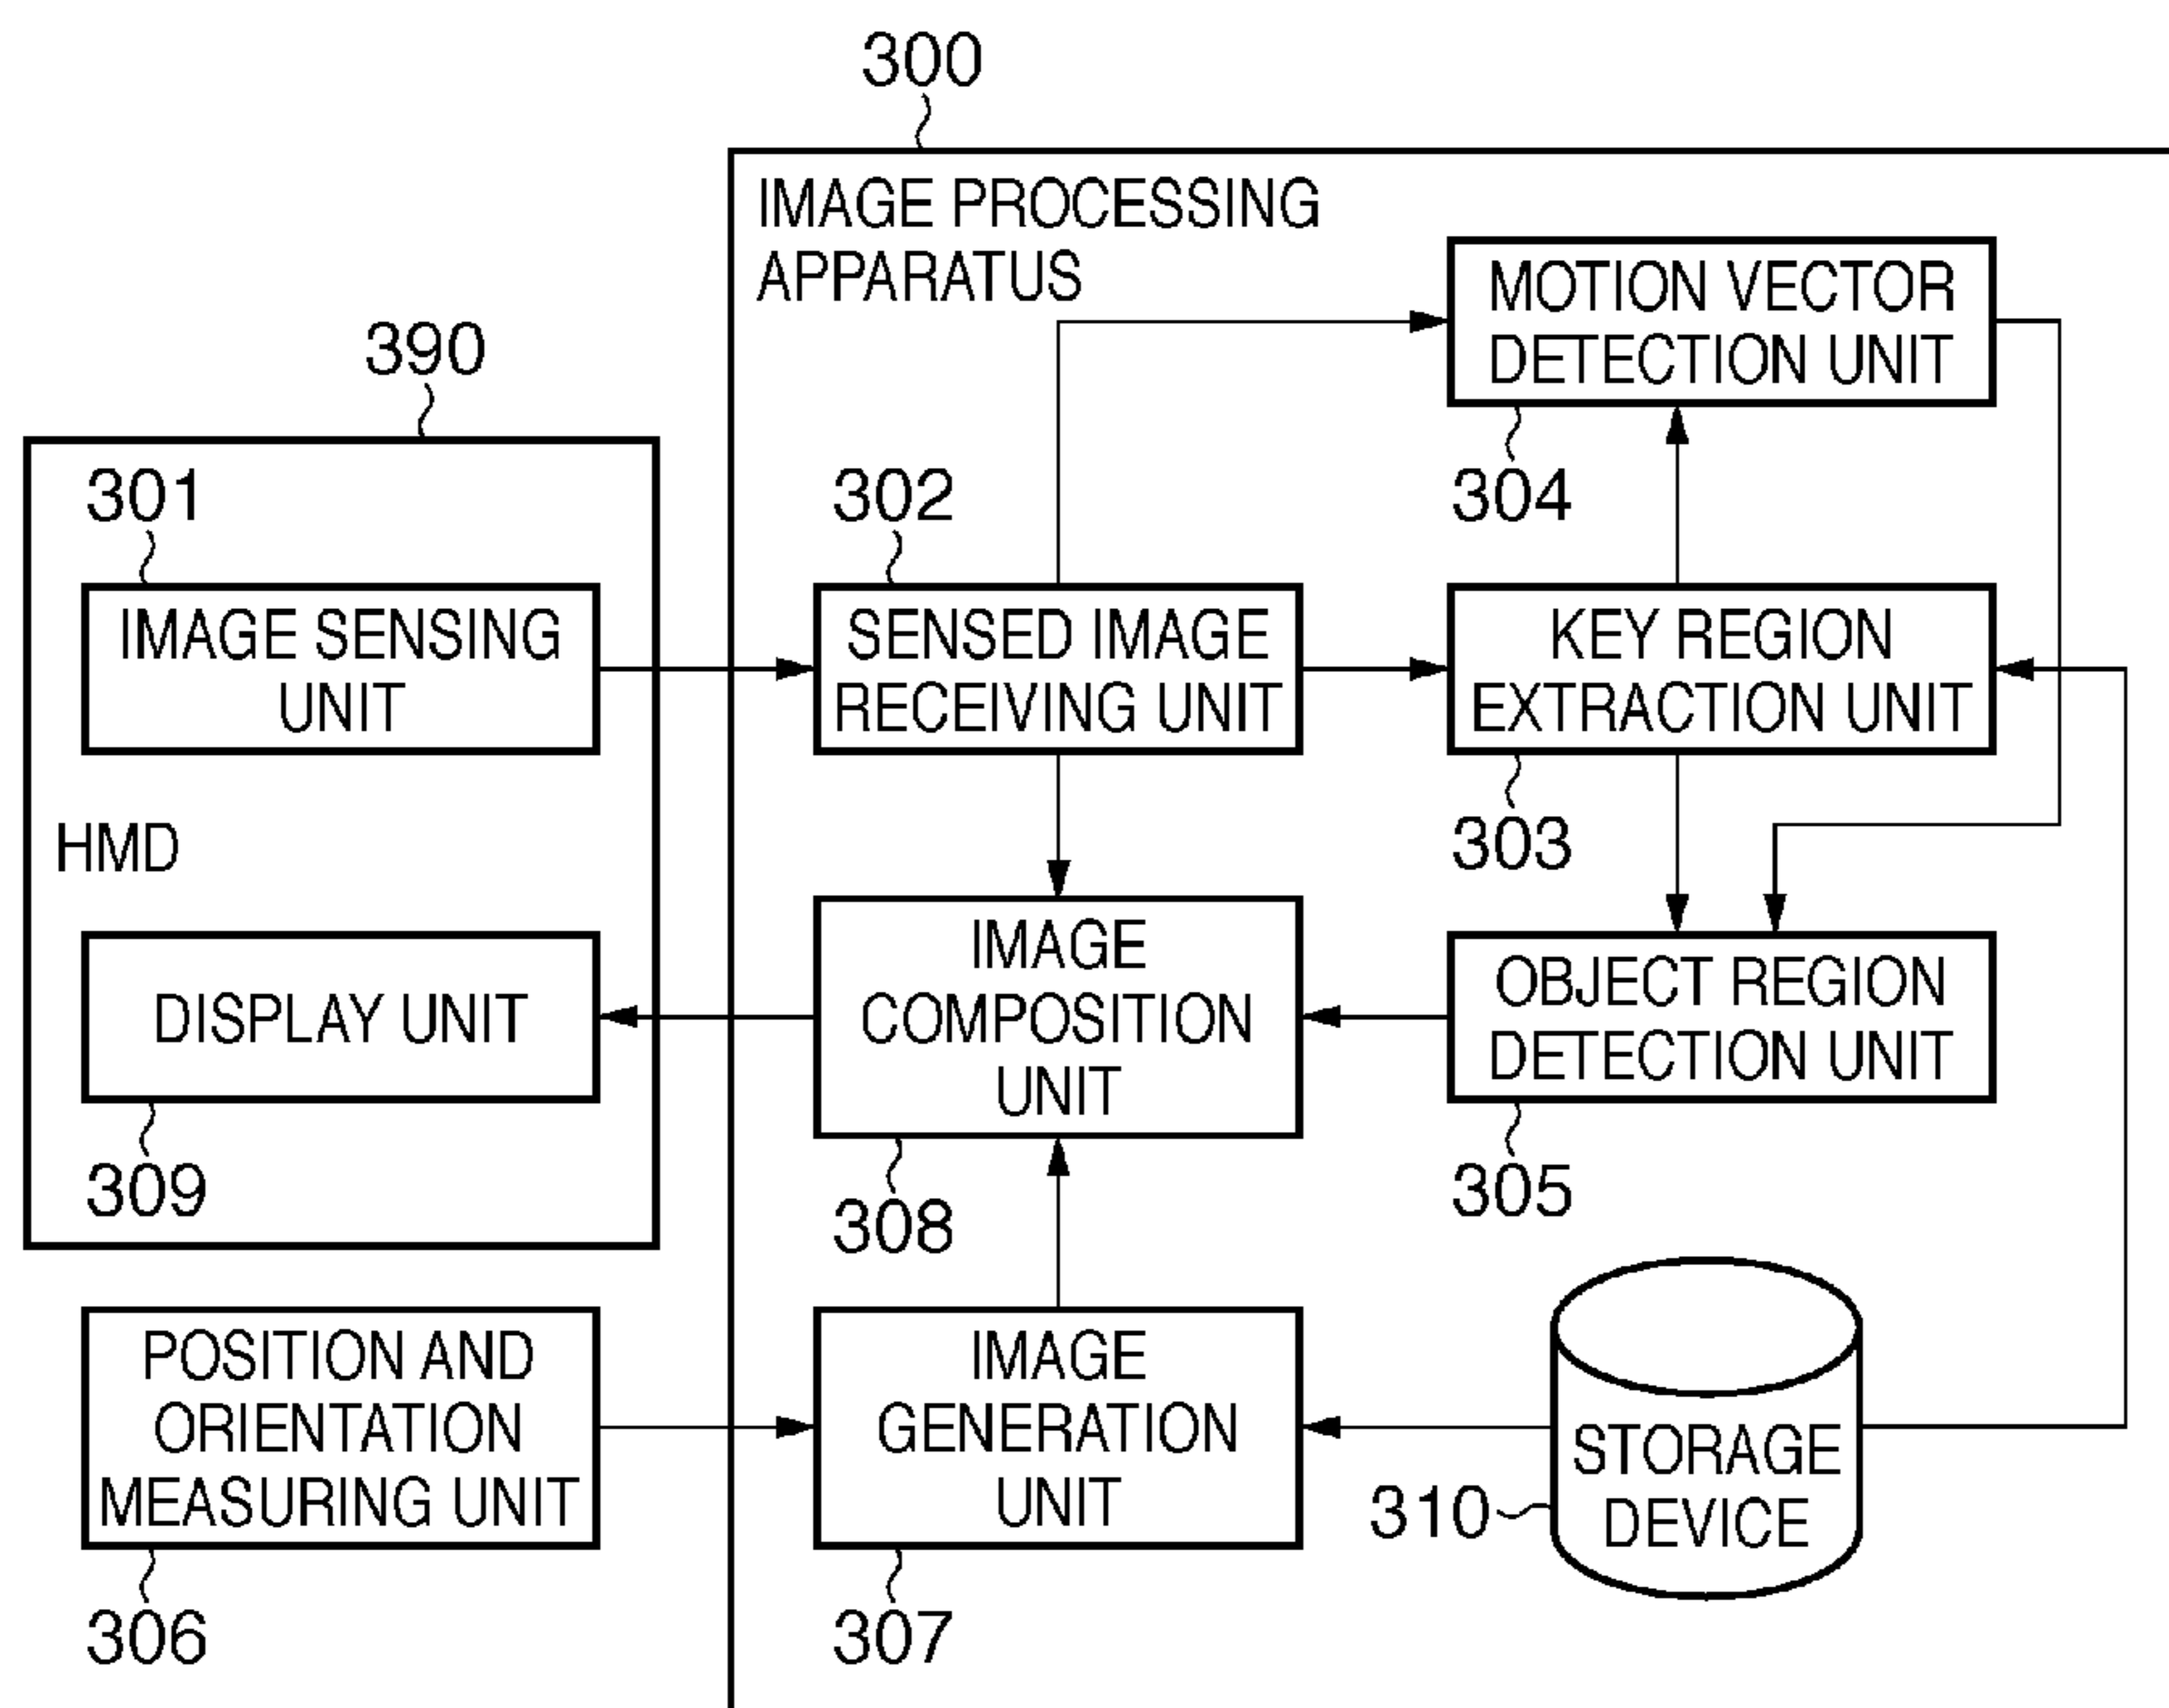 300
IMAGE PROCESSING
APPARATUS
MOTION VECTOR
DETECTION UNIT
304
390
301
IMAGE SENSING
UNIT
302
SENSED IMAGE
RECEIVING UNIT
KEY REGION
EXTRACTION UNIT
303
HMD
DISPLAY UNIT
309
IMAGE
COMPOSITION
UNIT
308
OBJECT REGION
DETECTION UNIT
305
POSITION AND
ORIENTATION
MEASURING UNIT
306
IMAGE
GENERATION
UNIT
307
STORAGE
DEVICE
310